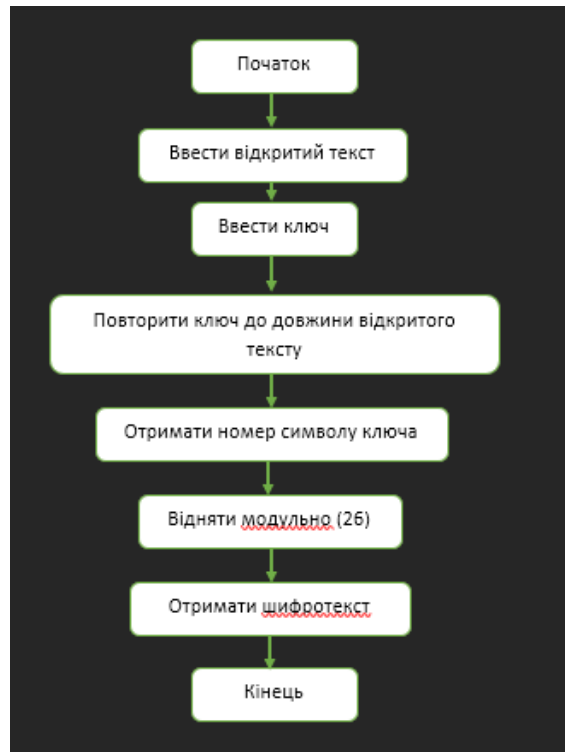 Початок
Ввести відкритий текст
Ввести ключ
Повторити ключ до довжини відкритого
тексту
Отримати номер символу ключа
Відняти модульно (26)
Отримати шифротекст
Кінець